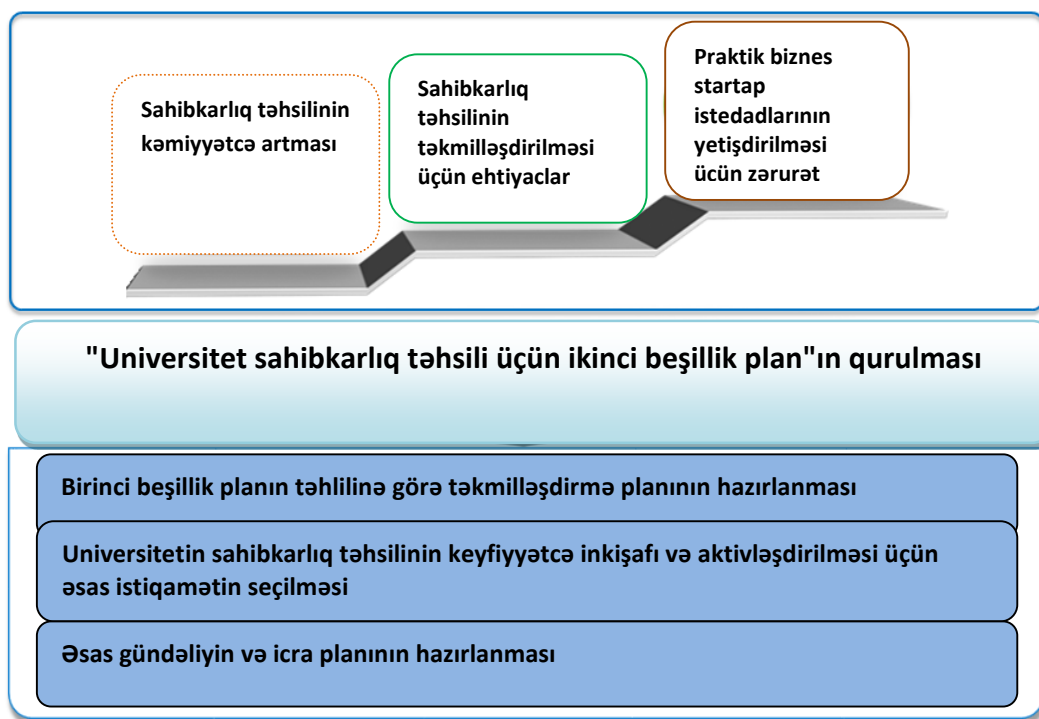 Sahibkarlıq təhsilinin
kəmiyyətcə artması
Sahibkarlıq
təhsilinin
təkmilləşdirilməsi
üçün ehtiyaclar
Praktik biznes
startap
istedadlarının
yetişdirilməsi
ücün zərurət
"Universitet sahibkarlıq təhsili üçün ikinci beşillik plan"ın qurulması
Birinci beşillik planın təhlilinə görə təkmilləşdirmə planının hazırlanması
Universitetin sahibkarlıq təhsilinin keyfiyyətcə inkişafı və aktivləşdirilməsi üçün
əsas istiqamətin seçilməsi
Əsas gündəliyin və icra planının hazırlanması